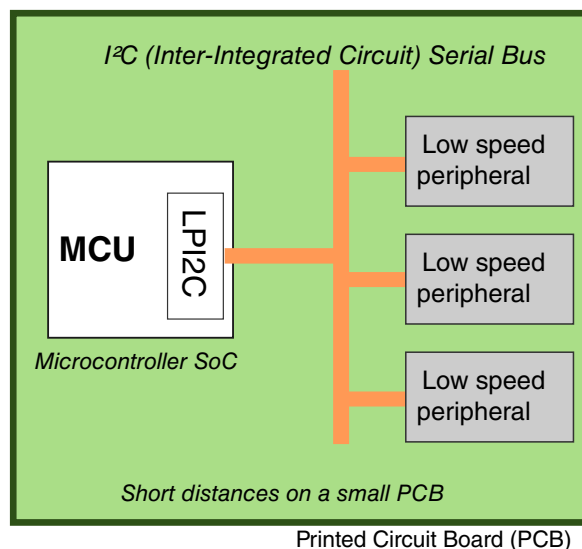 I²C (Inter-Integrated Circuit) Serial Bus
Low speed
peripheral
MCU
LPI2C
Low speed
peripheral
Microcontroller SoC
Low speed
peripheral
Short distances on a small PCB
Printed Circuit Board (PCB)